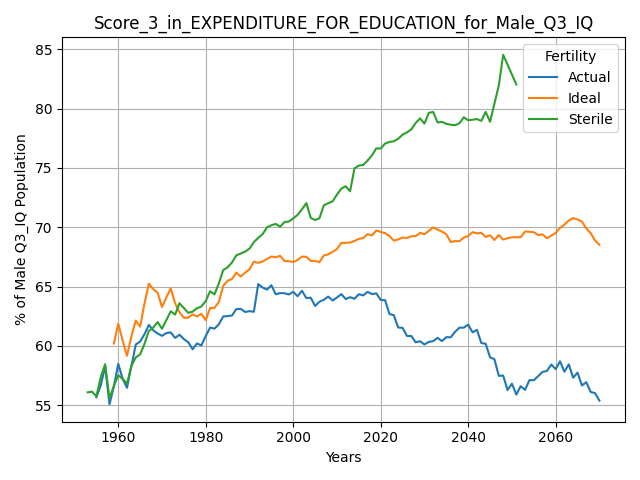 Score_3_in_EXPENDITURE_FOR_EDUCATION_for_Male_Q3_IQ
% of Male Q3_IQ Population
85
80
75
70
65
60
55
Fertility
Actual
Ideal
Sterile
1960 1980 2000 2020 2040 2060
Years